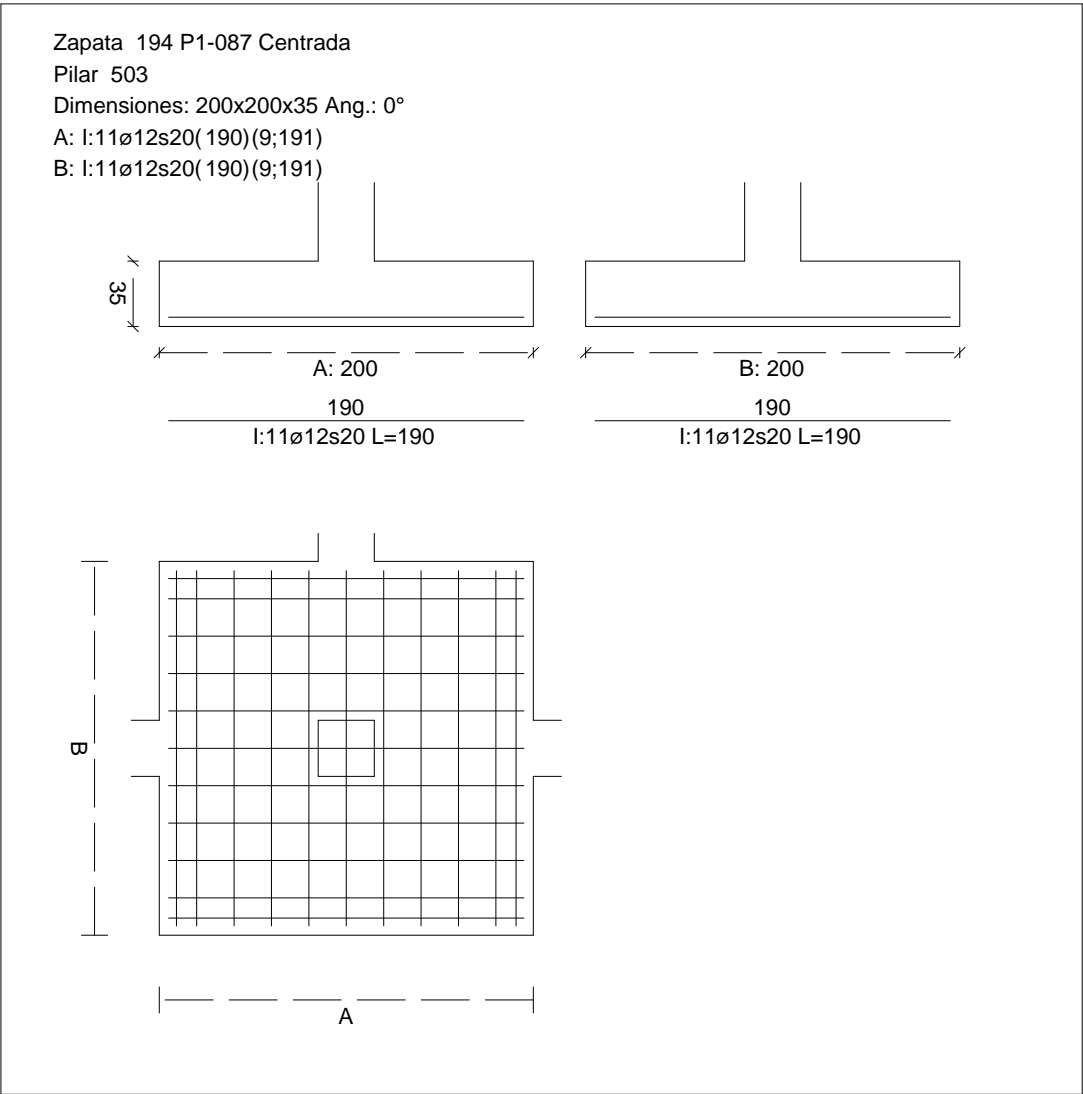 Zapata 194 P1-087 Centrada
Pilar 503
Dimensiones: 200x200x35 Ang.: 0°
A: I:11ø12s20(190)(9;191)
B: I:11ø12s20(190)(9;191)
35
A: 200
B: 200
190
190
I:11ø12s20 L=190
I:11ø12s20 L=190
B
A